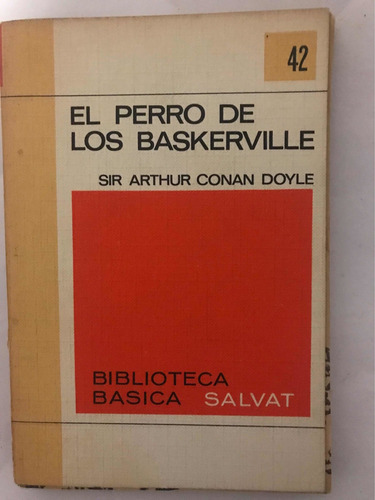 42
EL PERRO DE
LOS BASKERVILLE
SIR ARTHUR CONAN DOYLE
BIBLIOTECA
BASICA SALVAT